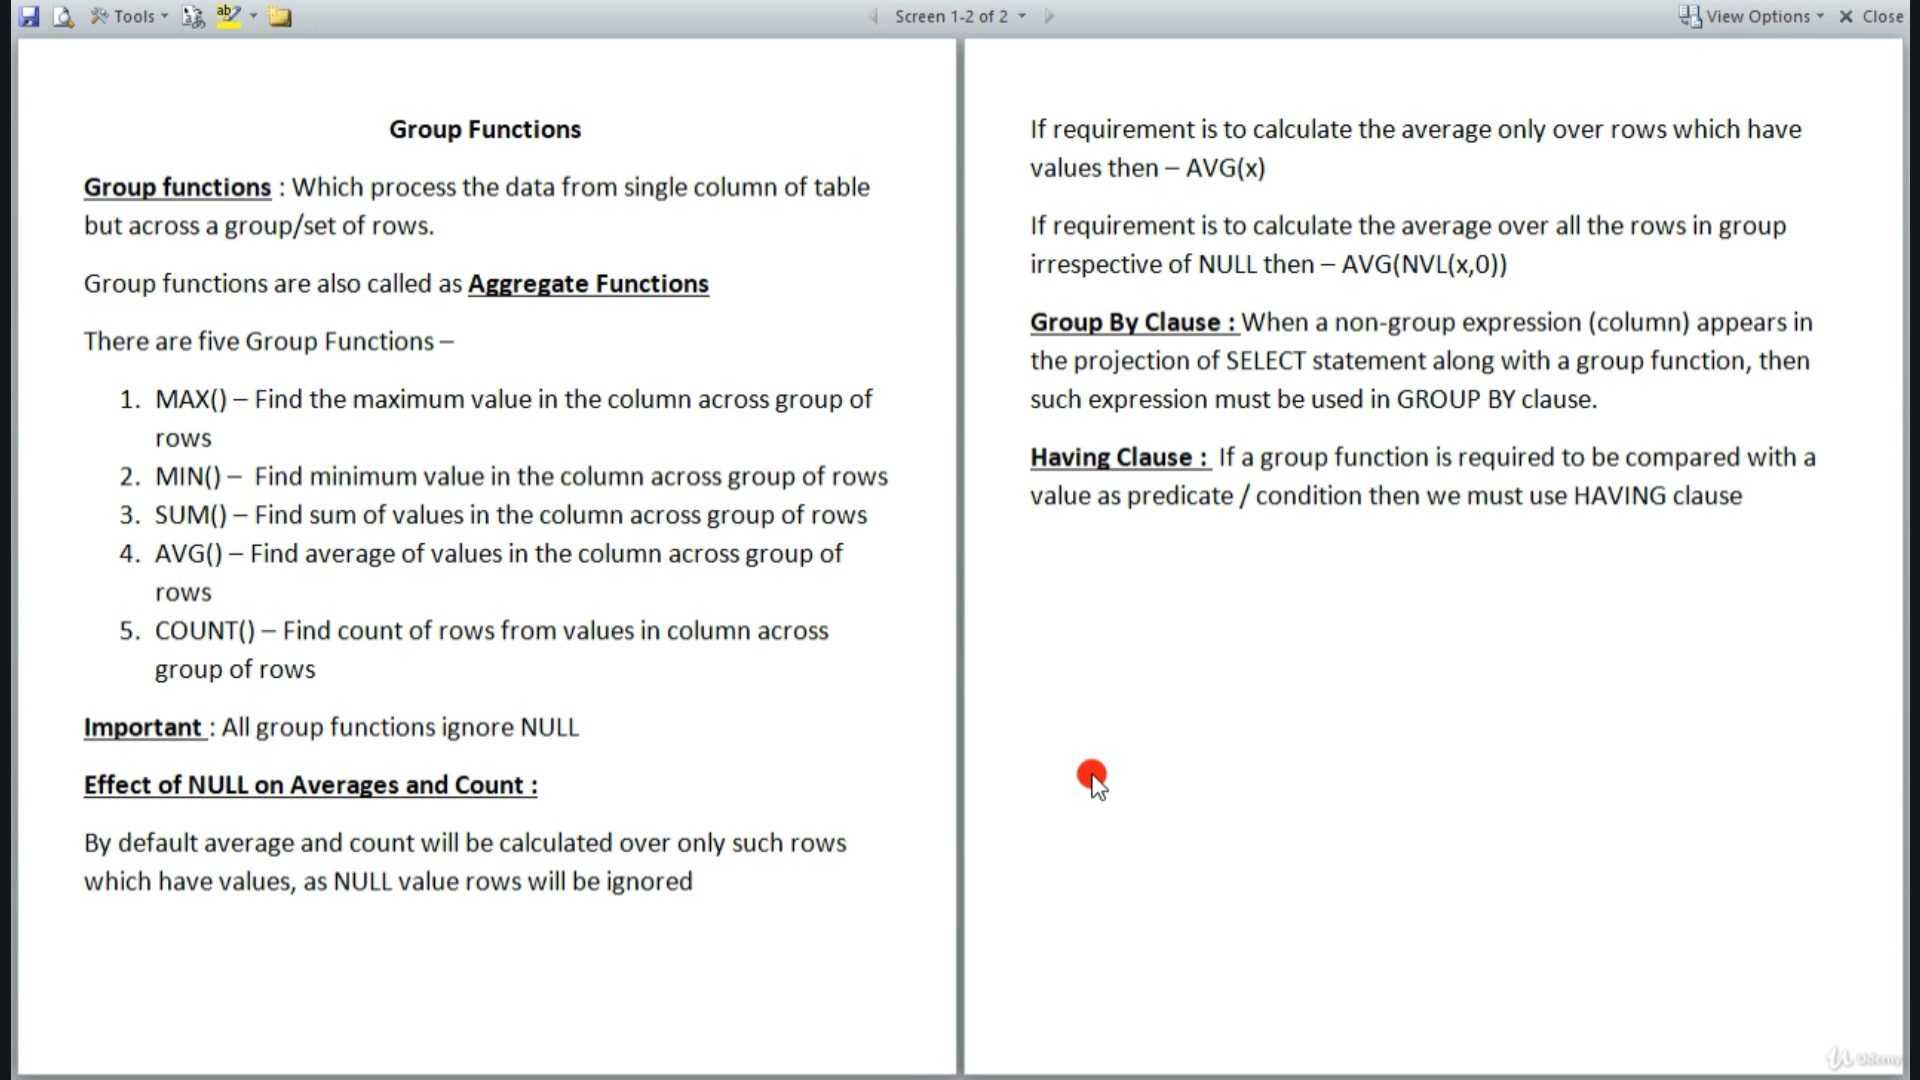 Tools
Screen 1-2 of 2
View Options
Close
Group Functions
Group functions : Which process the data from single column of table
but across a group/set of rows.
Group functions are also called as Aggregate Functions
There are five Group Functions –
1. MAX() – Find the maximum value in the column across group of
rows
2. MIN() – Find minimum value in the column across group of rows
3. SUM() – Find sum of values in the column across group of rows
4. AVG() – Find average of values in the column across group of
rows
5. COUNT() – Find count of rows from values in column across
group of rows
Important : All group functions ignore NULL
Effect of NULL on Averages and Count :
By default average and count will be calculated over only such rows
which have values, as NULL value rows will be ignored
If requirement is to calculate the average only over rows which have
values then – AVG(x)
If requirement is to calculate the average over all the rows in group
irrespective of NULL then – AVG(NVL(x,0))
Group By Clause : When a non-group expression (column) appears in
the projection of SELECT statement along with a group function, then
such expression must be used in GROUP BY clause.
Having Clause : If a group function is required to be compared with a
value as predicate / condition then we must use HAVING clause
Udemy